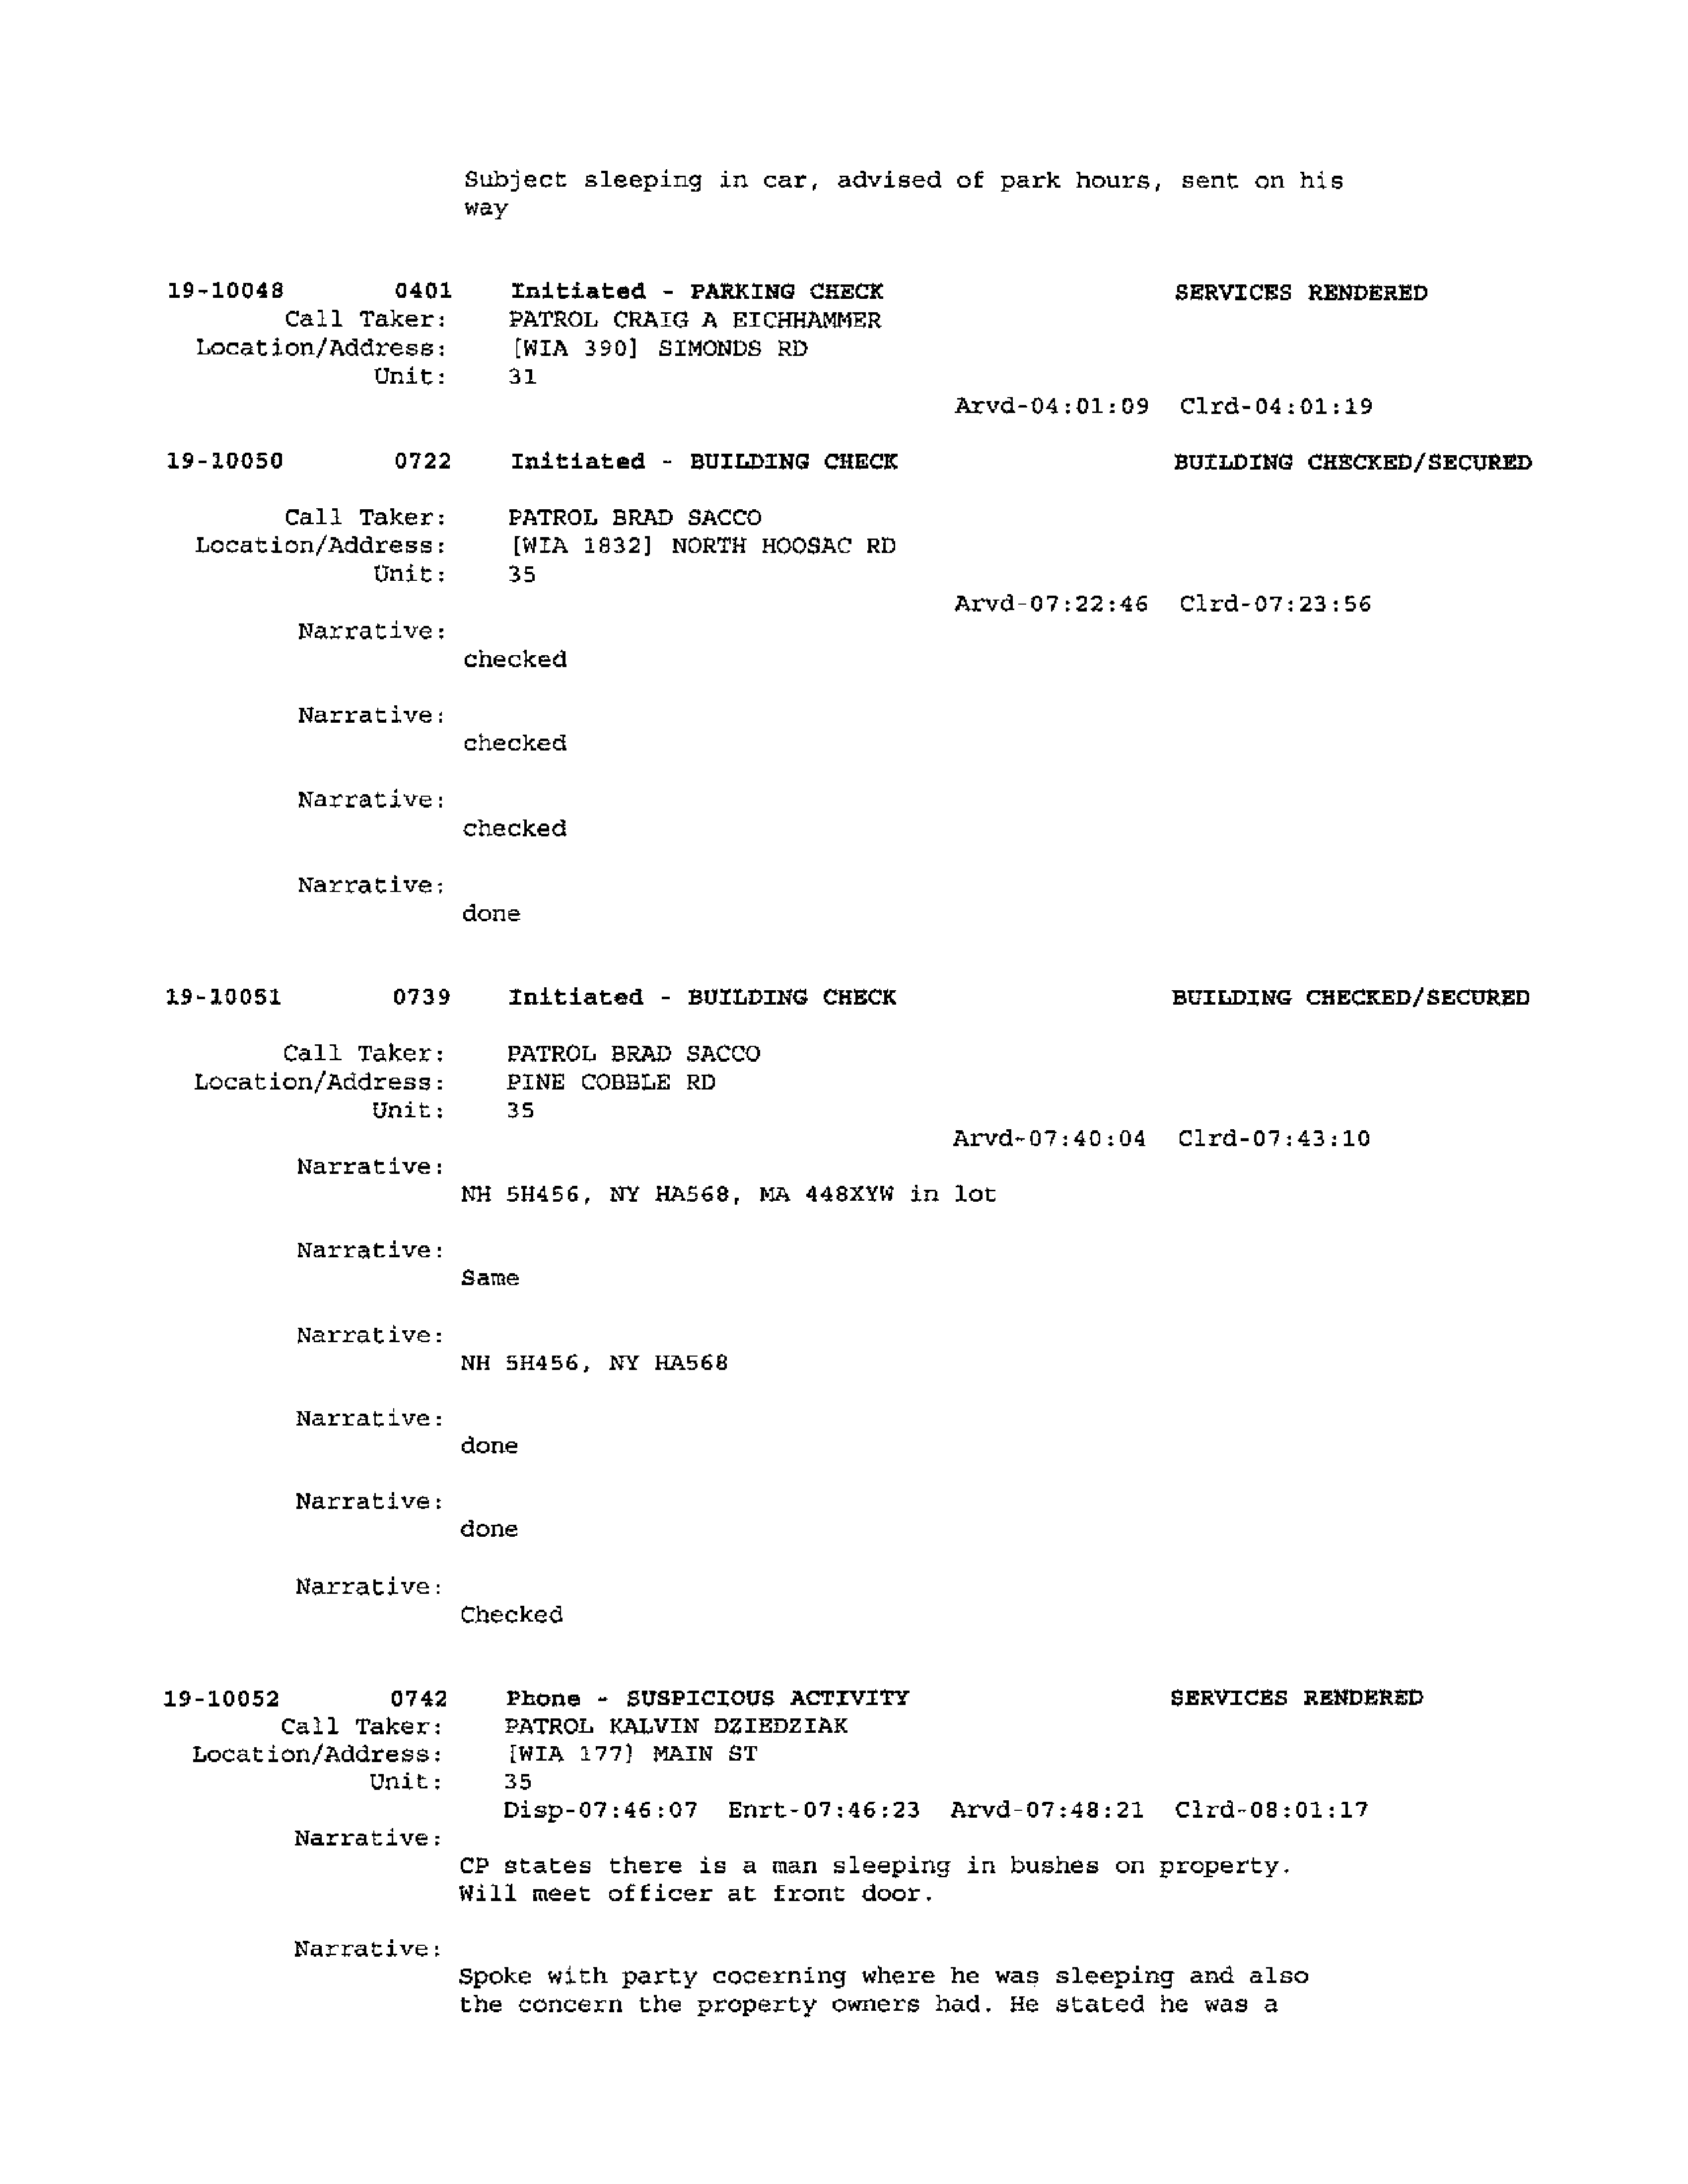 Subject sleeping in car, advised of park hours, sent on his
way
19-10048 0401 Initiated - PARKING CHECK SERVICES RENDERED
Call Taker: PATROL CRAIG A EICHHAMMER
Location/Address: [WIA 390] SIMONDS RD
Unit: 31
Arvd-04:01:09 Clrd-04:01:19
19-10050 0722 Initiated - BUILDING CHECK BUILDING CHECKED/SECURED
Call Taker: PATROL BRAD SACCO
Location/Address: [WIA 1832] NORTH HOOSAC RD
Unit: 35
Arvd-07:22:46 Clrd-07:23:56
Narrative:
checked
Narrative:
checked
Narrative:
checked
Narrative:
done
19-10051 0739 Initiated - BUILDING CHECK BUILDING CHECKED/SECURED
Call Taker: PATROL BRAD SACCO
Location/Address: PINE COBBLE RD
Unit: 35
Arvd-07:40:04 Clrd-07:43:10
Narrative:
NH 5H456, NY HA568, MA 448XYW in lot
Narrative:
Same
Narrative:
NH 5H456, NY HA568
Narrative:
done
Narrative:
done
Narrative:
Checked
19-10052 0742 Phone - SUSPICIOUS ACTIVITY SERVICES RENDERED
Call Taker: PATROL KALVIN DZIEDZIAK
Location/Address: [WIA 177] MAIN ST
Unit: 35
Disp-07:46:07 Enrt-07:46:23 Arvd-07:48:21 Clrd-08:01:17
Narrative:
CP states there is a man sleeping in bushes on property.
Will meet officer at front door.
Narrative:
Spoke with party cocerning where he was sleeping and also
the concern the property owners had. He stated he was a